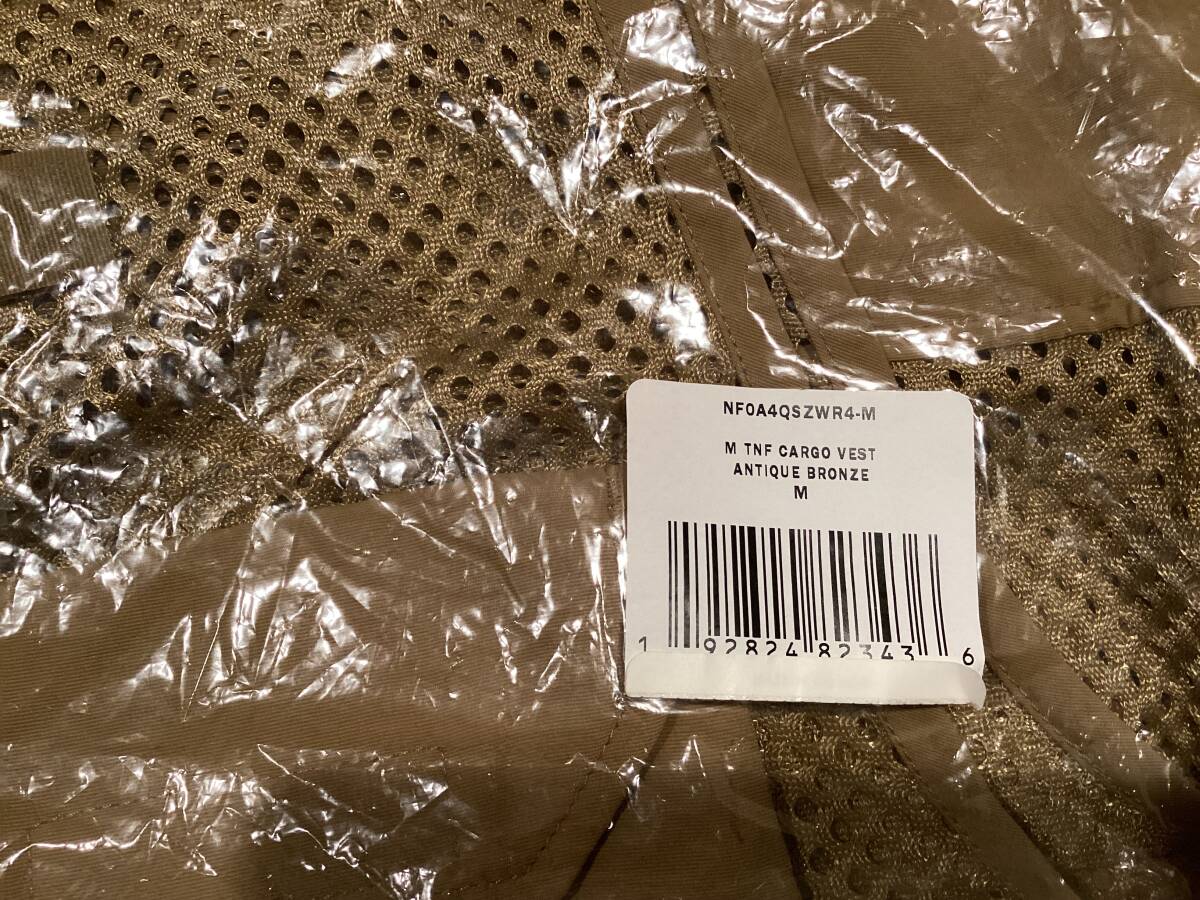 NF0A4QSZWR4-M
M TNF CARGO VEST
ANTIQUE BRONZE
M
1 92824 82343 6